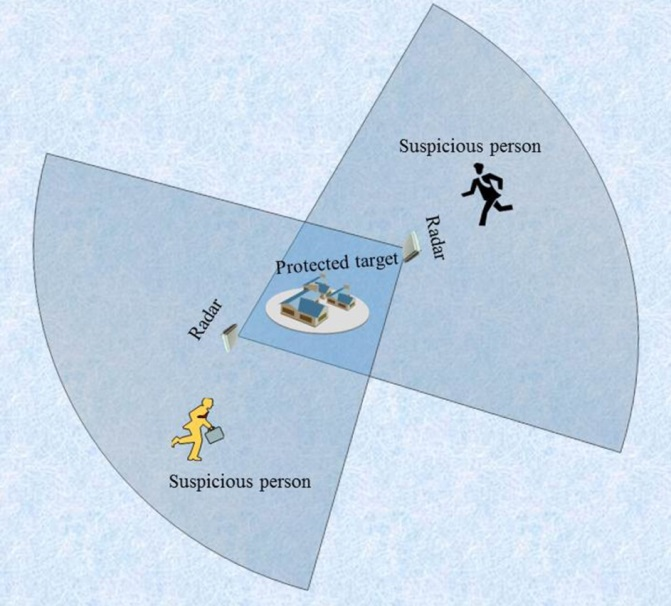 Suspicious person
Radar
Protected target
Radar
Suspicious person